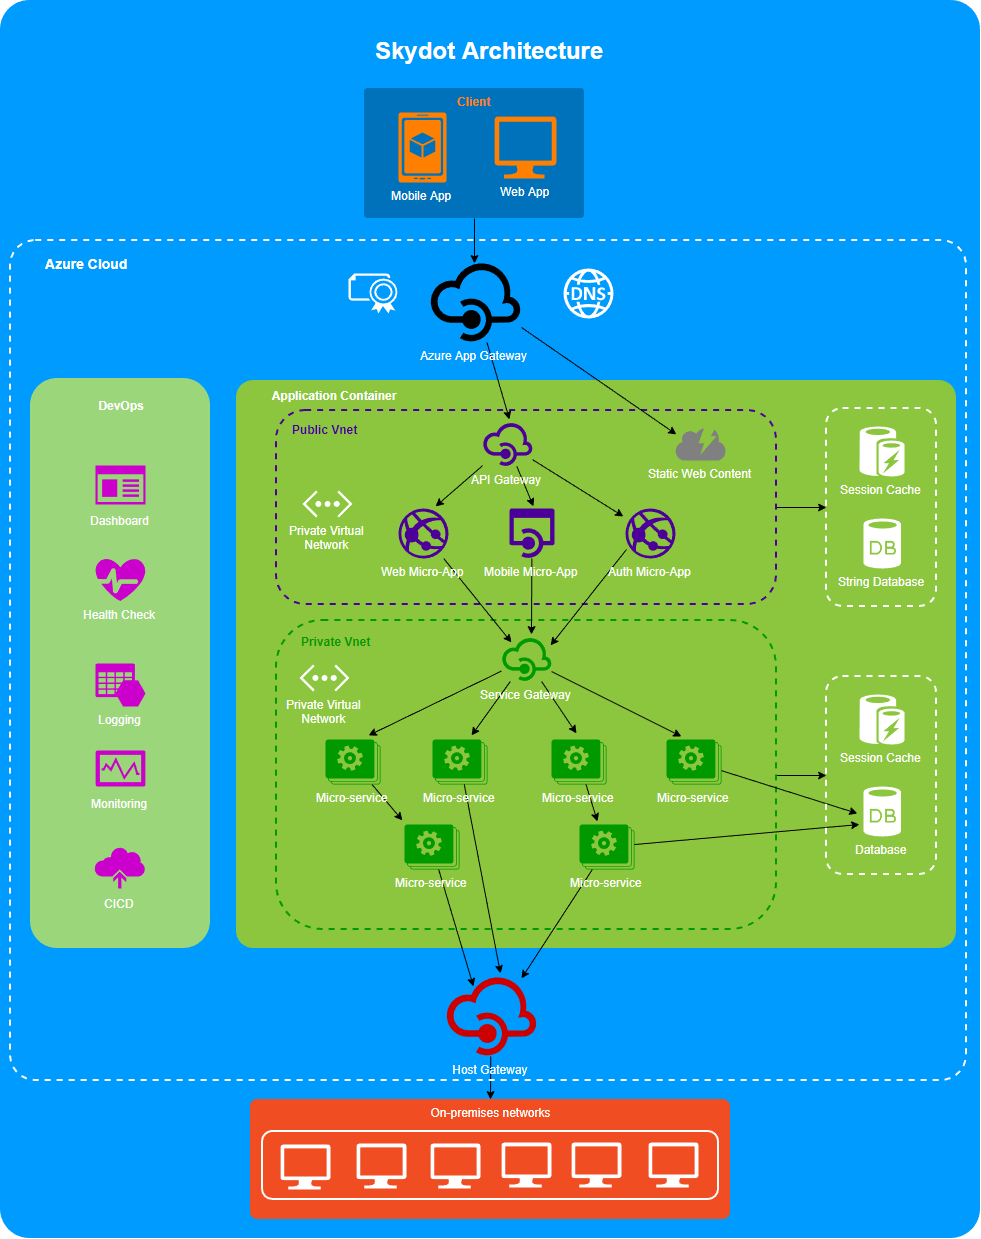 Skydot Architecture
Client
Mobile App
Web App
Azure Cloud
DNS
Azure App Gateway
DevOps
Dashboard
Health Check
Logging
Monitoring
CICD
Application Container
Public Vnet
API Gateway
Static Web Content
Private Virtual
Network
Web Micro-App
Mobile Micro-App
Auth Micro-App
Session Cache
DB
String Database
Private Vnet
Private Virtual
Network
Service Gateway
Micro-service
Micro-service
Micro-service
Micro-service
Micro-service
Micro-service
Session Cache
DB
Database
Host Gateway
On-premises networks